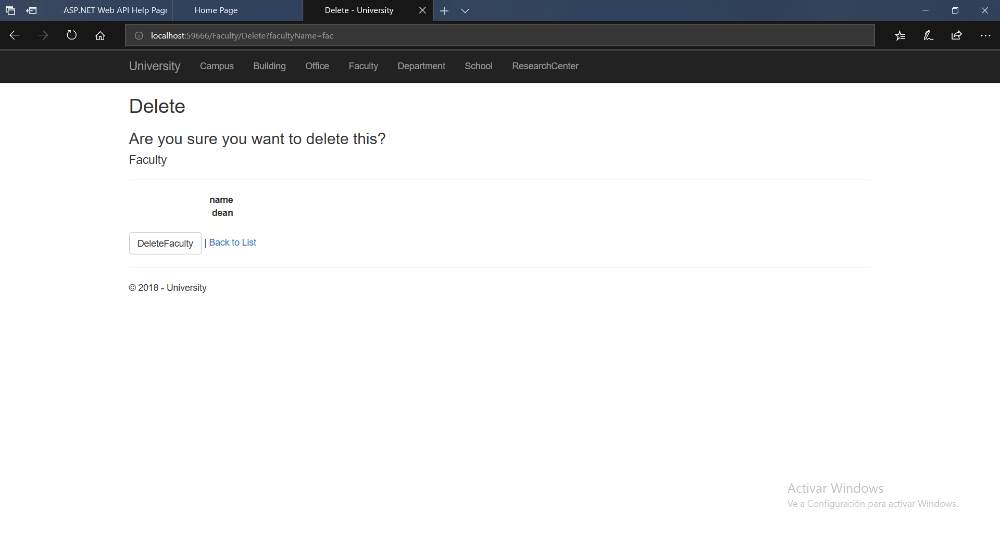 ASP.NET Web API Help Page
Home Page
Delete - University
localhost:59666/Faculty/Delete?facultyName=fac
University Campus Building Office Faculty Department School ResearchCenter
Delete
Are you sure you want to delete this?
Faculty
name
dean
DeleteFaculty | Back to List
© 2018 - University
Activar Windows
Ve a Configuración para activar Windows.